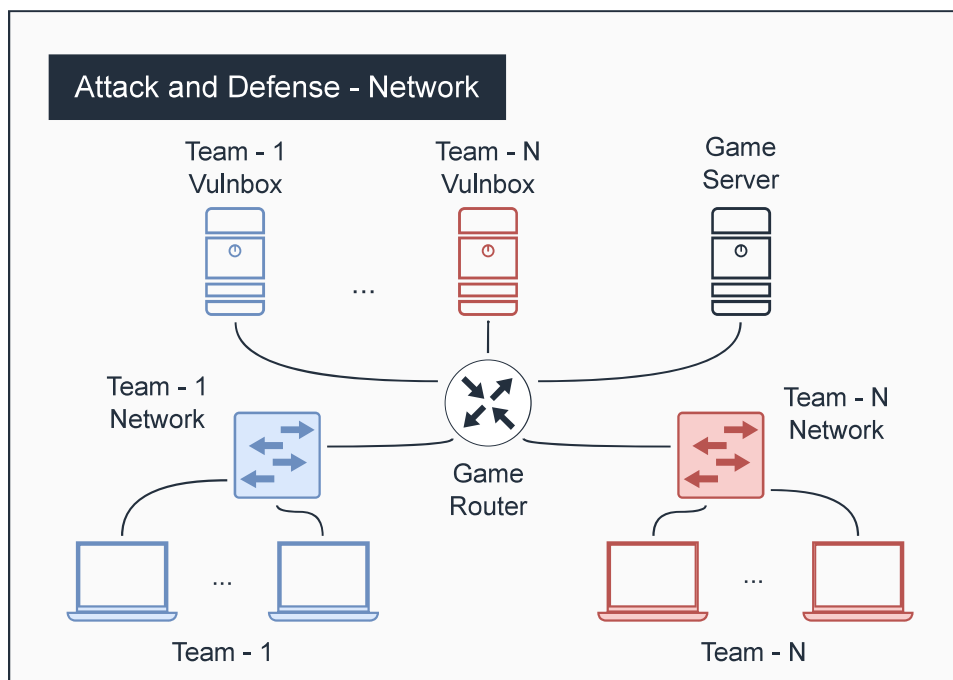 Attack and Defense - Network
Team - 1
Vulnbox
Team - N
Vulnbox
Game
Server
...
Team - 1
Network
Team - N
Network
Game
Router
...
...
Team - 1
Team - N